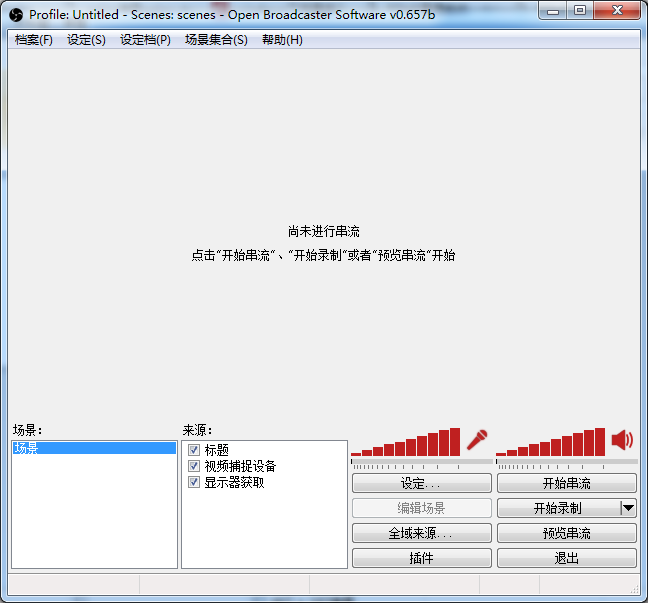 Profile: Untitled - Scenes: scenes - Open Broadcaster Software v0.657b
档案(F) 设定(S) 设定档(P) 场景集合(S) 帮助(H)
尚未进行串流
点击"开始串流"、"开始录制"或者"预览串流"开始
场景:
来源:
场景
标题
视频捕捉设备
显示器获取
设定...
开始串流
编辑场景
开始录制
全域来源...
预览串流
插件
退出